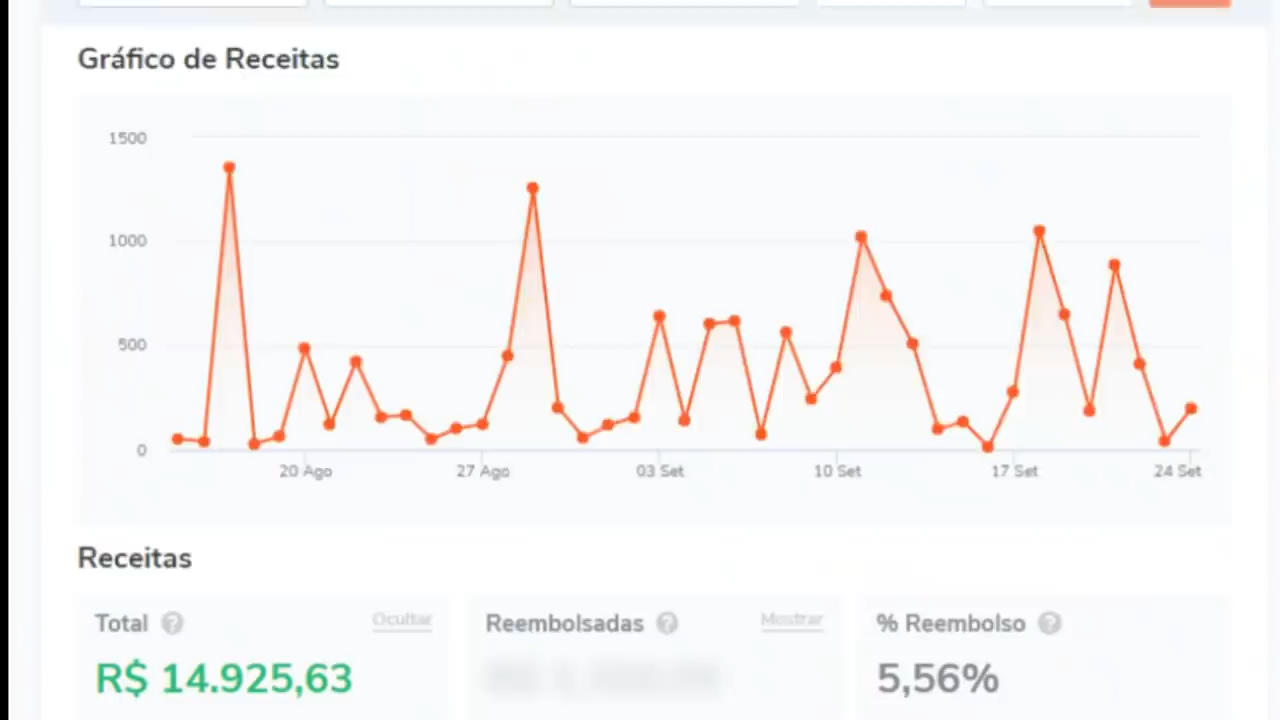 Gráfico de Receitas
1500
1000
500
0
20 Ago 27 Ago 03 Set 10 Set 17 Set 24 Set
Receitas
Total ? Ocultar Reembolsadas ? Mostrar % Reembolso ?
R$ 14.925,63 5,56%